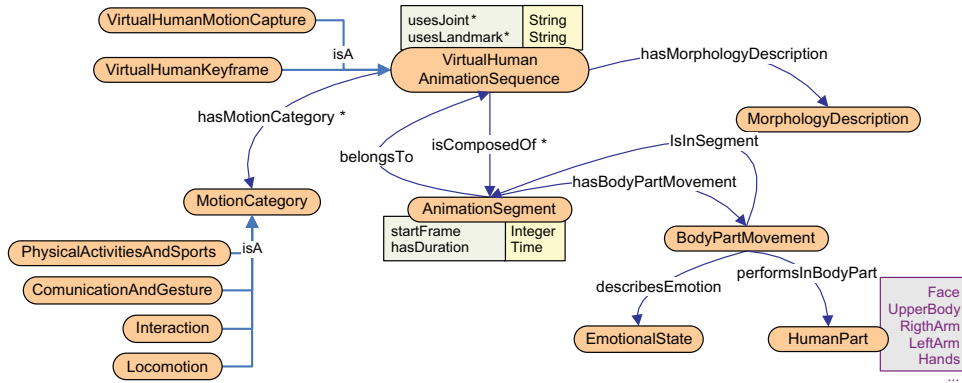 VirtualHumanMotionCapture
isA
VirtualHumanKeyframe
usesJoint* String
usesLandmark* String
VirtualHuman
AnimationSequence
hasMorphologyDescription
MorphologyDescription
hasMotionCategory *
belongsTo
isComposedOf *
IsInSegment
hasBodyPartMovement
MotionCategory
AnimationSegment
startFrame Integer
hasDuration Time
BodyPartMovement
isA
PhysicalActivitiesAndSports
ComunicationAndGesture
Interaction
Locomotion
describesEmotion
performsInBodyPart
EmotionalState
HumanPart
Face
UpperBody
RigthArm
LeftArm
Hands
...